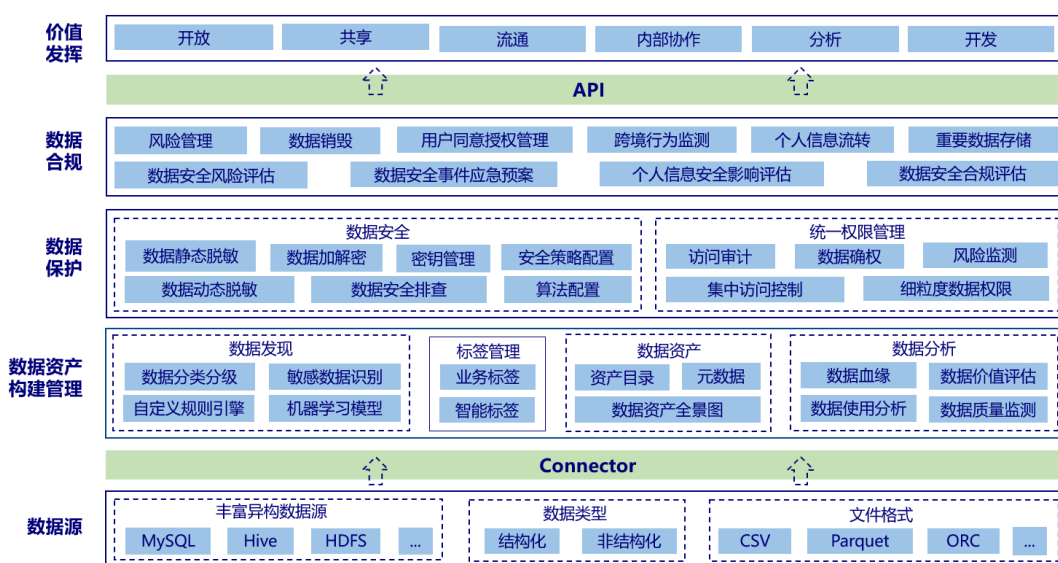 价值
发挥
开放 共享 流通 内部协作 分析 开发
API
数据
合规
风险管理 数据销毁 用户同意授权管理 跨境行为监测 个人信息流转 重要数据存储
数据安全风险评估 数据安全事件应急预案 个人信息安全影响评估 数据安全合规评估
数据
保护
数据安全 统一权限管理
数据静态脱敏 数据加解密 密钥管理 安全策略配置 访问审计 数据确权 风险监测
数据动态脱敏 数据安全排查 算法配置 集中访问控制 细粒度数据权限
数据资产
构建管理
数据发现 标签管理 数据资产 数据分析
数据分类分级 敏感数据识别 业务标签 资产目录 元数据 数据血缘 数据价值评估
自定义规则引擎 机器学习模型 智能标签 数据资产全景图 数据使用分析 数据质量监测
Connector
数据源
丰富异构数据源 数据类型 文件格式
MySQL Hive HDFS ... 结构化 非结构化 CSV Parquet ORC ...